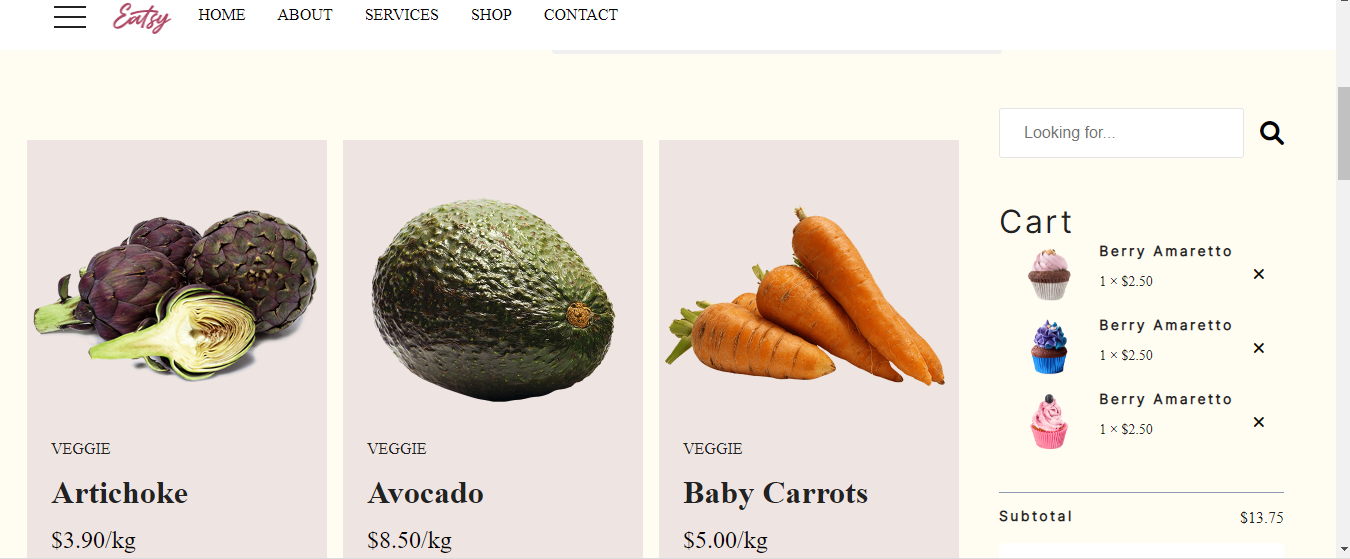 Eatsy HOME ABOUT SERVICES SHOP CONTACT
Looking for...
Cart
Berry Amaretto
1 × $2.50
×
Berry Amaretto
1 × $2.50
×
Berry Amaretto
1 × $2.50
×
Subtotal $13.75
VEGGIE
Artichoke
$3.90/kg
VEGGIE
Avocado
$8.50/kg
VEGGIE
Baby Carrots
$5.00/kg